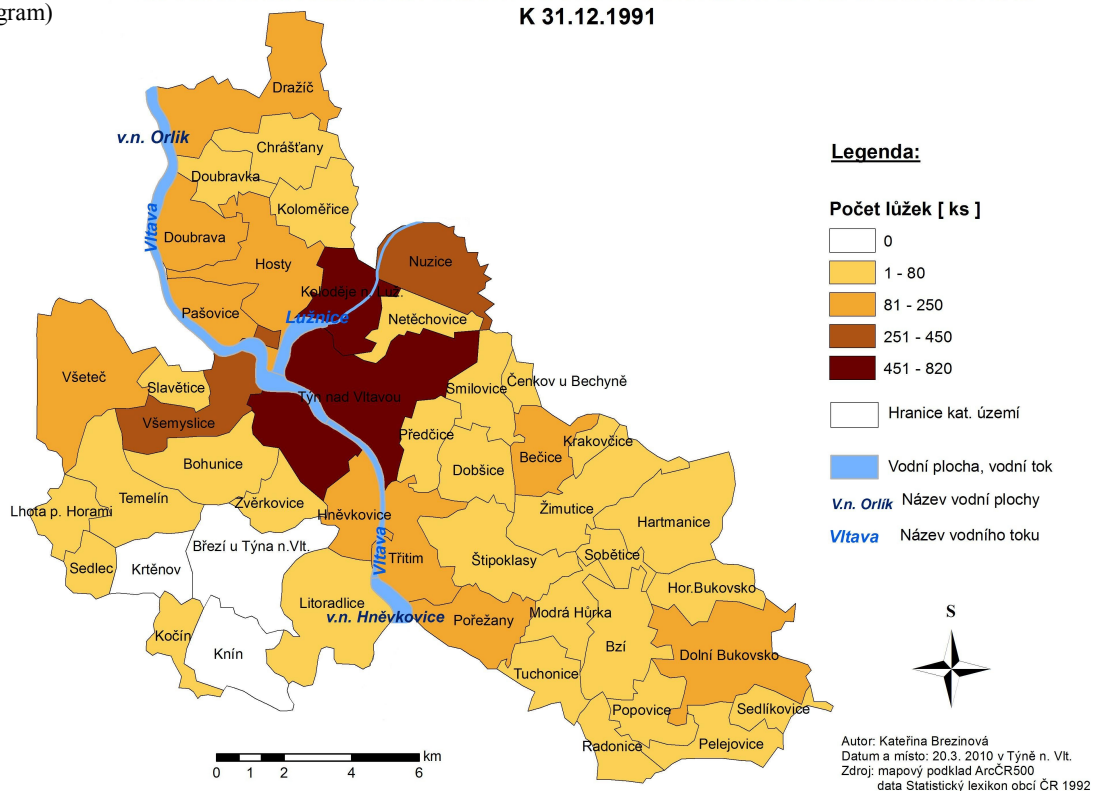 gram)
K 31.12.1991
Dražíč
v.n. Orlík
Chrášťany
Doubravka
Koloměřice
Vltava
Doubrava
Hosty
Nuzice
Koloděje n. Luž.
Pašovice
Lužnice
Netěchovice
Všeteč
Slavětice
Smilovice
Čenkov u Bechyně
Týn nad Vltavou
Všemyslice
Předčice
Krakovčice
Bečice
Bohunice
Dobšice
Temelín
Zvěrkovice
Lhota p. Horami
Hněvkovice
Žimutice
Hartmanice
Březí u Týna n.Vlt.
Vltava
Třitim
Štipoklasy
Sobětice
Sedlec
Krtěnov
Hor.Bukovsko
Litoradlice
v.n. Hněvkovice
Modrá Hůrka
Pořežany
Kočín
Knín
Bzí
Dolní Bukovsko
Tuchonice
Popovice
Sedlíkovice
Radonice
Pelejovice
Legenda:
Počet lůžek [ ks ]
0
1 - 80
81 - 250
251 - 450
451 - 820
Hranice kat. území
Vodní plocha, vodní tok
V.n. Orlík Název vodní plochy
Vltava Název vodního toku
S
km
0 1 2 4 6
Autor: Kateřina Brezinová
Datum a místo: 20.3. 2010 v Týně n. Vlt.
Zdroj: mapový podklad ArcČR500
data Statistický lexikon obcí ČR 1992